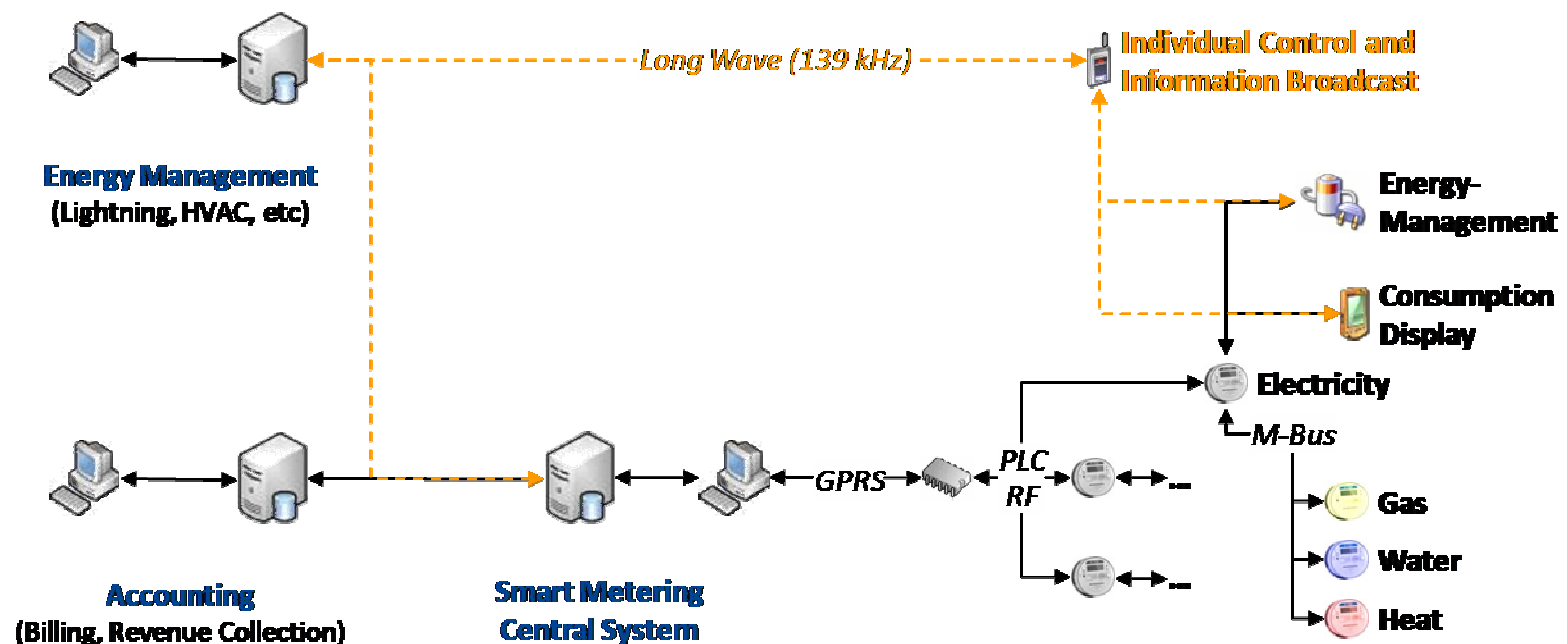 Long Wave (139 kHz)
Individual Control and
Information Broadcast
Energy Management
(Lightning, HVAC, etc)
Energy-
Management
Consumption
Display
Electricity
M-Bus
GPRS
PLC
RF
...
...
Gas
Water
Heat
Accounting
(Billing, Revenue Collection)
Smart Metering
Central System